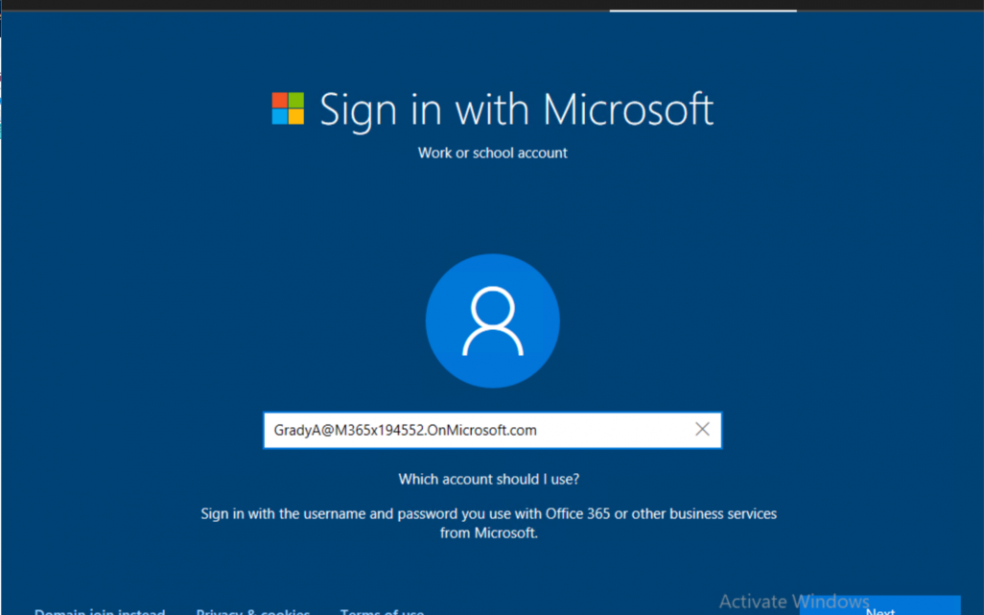 Sign in with Microsoft
Work or school account
GradyA@M365x194552.OnMicrosoft.com
Which account should I use?
Sign in with the username and password you use with Office 365 or other business services
from Microsoft.
Activate Windows
Domain join instead Privacy & cookies Terms of use Next